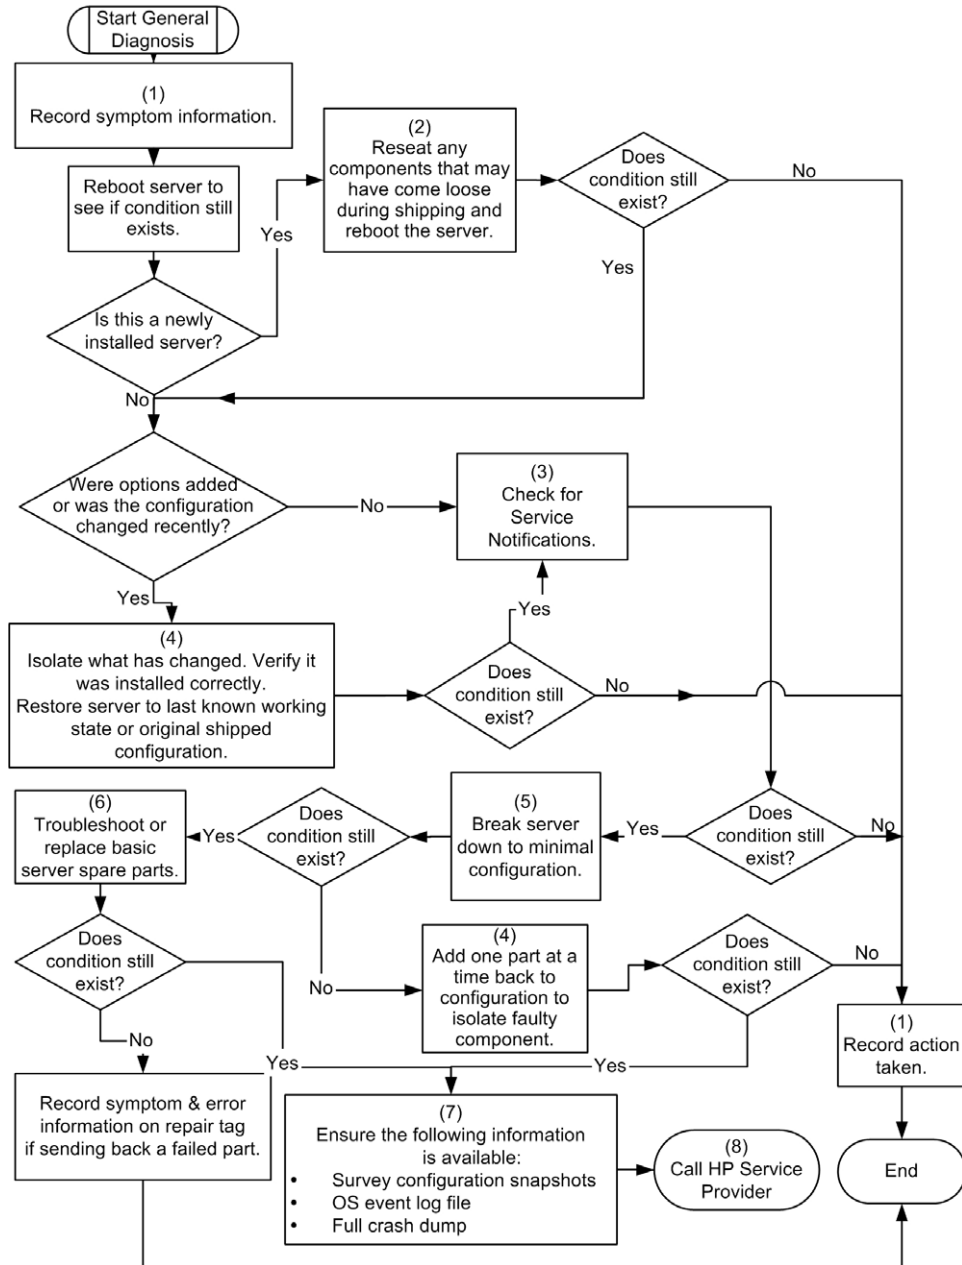 Start General
Diagnosis
(1)
Record symptom information.
Reboot server to
see if condition still
exists.
Yes
(2)
Reseat any
components that may
have come loose
during shipping and
reboot the server.
Does
condition still
exist?
No
Yes
Is this a newly
installed server?
No
Were options added
or was the configuration
changed recently?
No
(3)
Check for
Service
Notifications.
Yes
Yes
(4)
Isolate what has changed. Verify it
was installed correctly.
Restore server to last known working
state or original shipped
configuration.
Does
condition still
exist?
No
(6)
Troubleshoot or
replace basic
server spare parts.
Yes
Does
condition still
exist?
(5)
Break server
down to minimal
configuration.
Yes
Does
condition still
exist?
No
Does
condition still
exist?
No
(4)
Add one part at a
time back to
configuration to
isolate faulty
component.
Does
condition still
exist?
No
No
Yes
Yes
(1)
Record action
taken.
Record symptom & error
information on repair tag
if sending back a failed part.
(7)
Ensure the following information
is available:
• Survey configuration snapshots
• OS event log file
• Full crash dump
(8)
Call HP Service
Provider
End